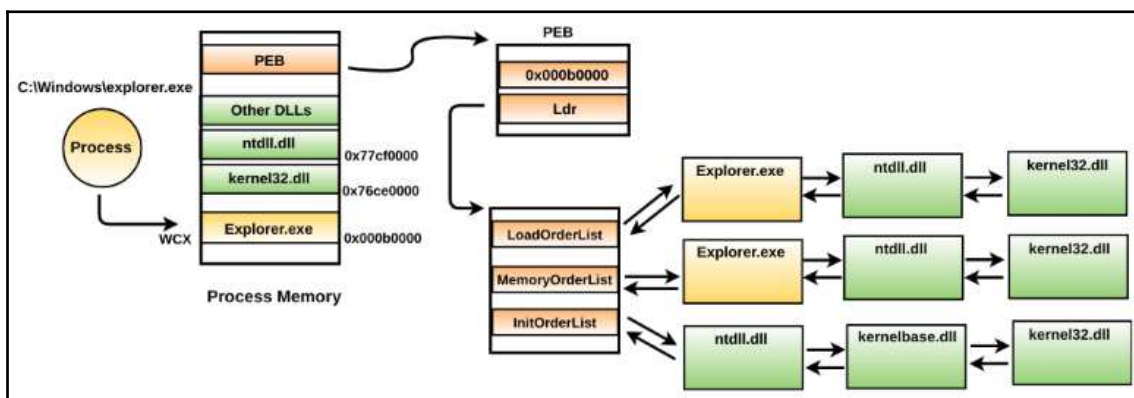 C:\Windows\explorer.exe
Process
WCX
PEB
Other DLLs
ntdll.dll
0x77cf0000
kernel32.dll
0x76ce0000
Explorer.exe
0x000b0000
Process Memory
PEB
0x000b0000
Ldr
LoadOrderList
MemoryOrderList
InitOrderList
Explorer.exe
ntdll.dll
kernel32.dll
Explorer.exe
ntdll.dll
kernel32.dll
ntdll.dll
kernelbase.dll
kernel32.dll